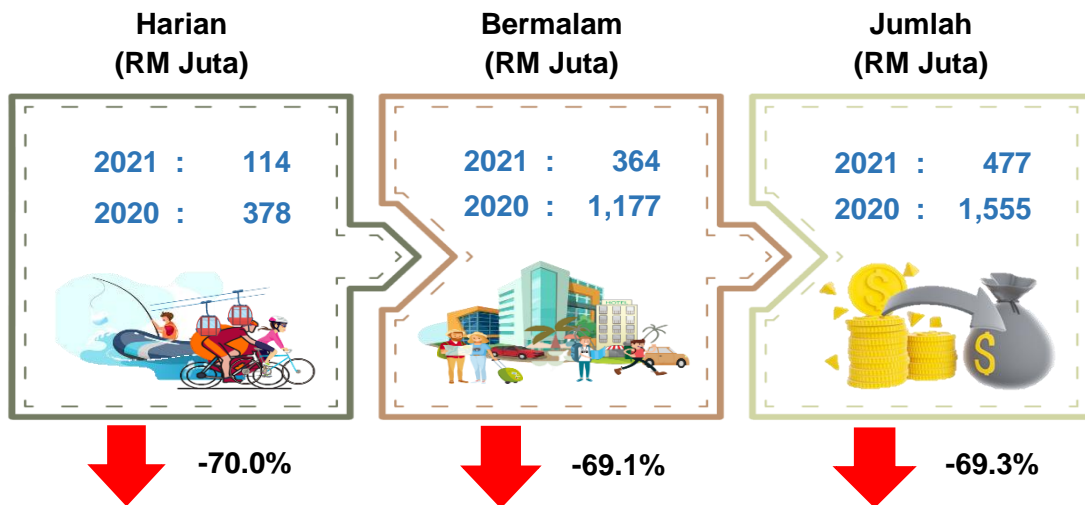 Harian
(RM Juta)
2021 : 114
2020 : 378
-70.0%
Bermalam
(RM Juta)
2021 : 364
2020 : 1,177
HOTEL
-69.1%
Jumlah
(RM Juta)
2021 : 477
2020 : 1,555
$
$
-69.3%